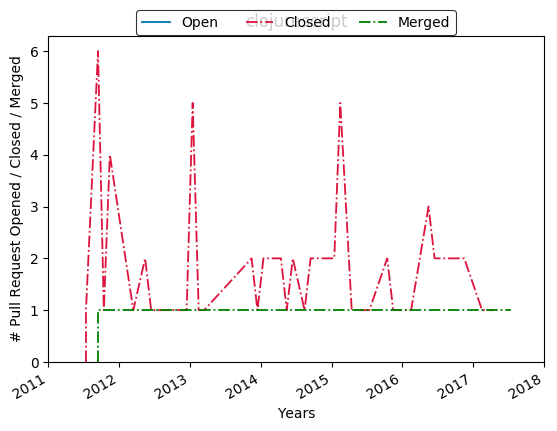 clojurescript
Open Closed Merged
# Pull Request Opened / Closed / Merged
6
5
4
3
2
1
0
2011 2012 2013 2014 2015 2016 2017 2018
Years